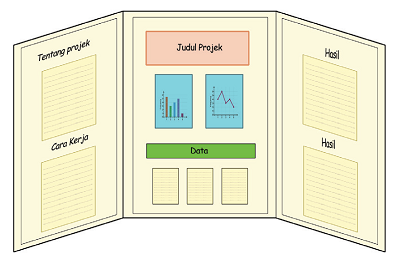 Tentang projek
Cara Kerja
Judul Projek
Data
Hasil
Hasil